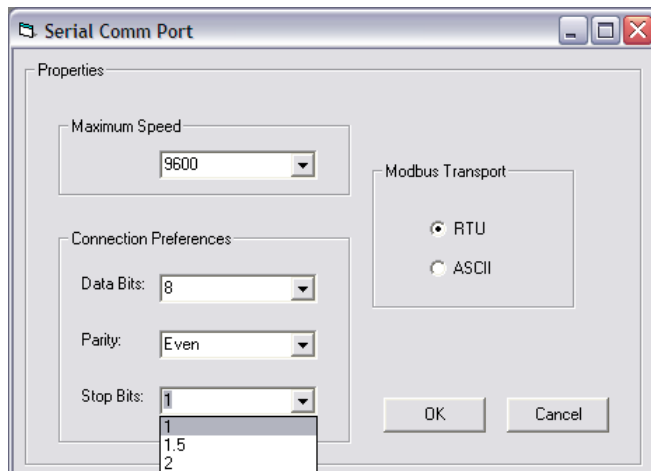 Serial Comm Port
Properties
Maximum Speed
9600
Modbus Transport
RTU
ASCII
Connection Preferences
Data Bits: 8
Parity: Even
Stop Bits: 1
1
1.5
2
OK Cancel